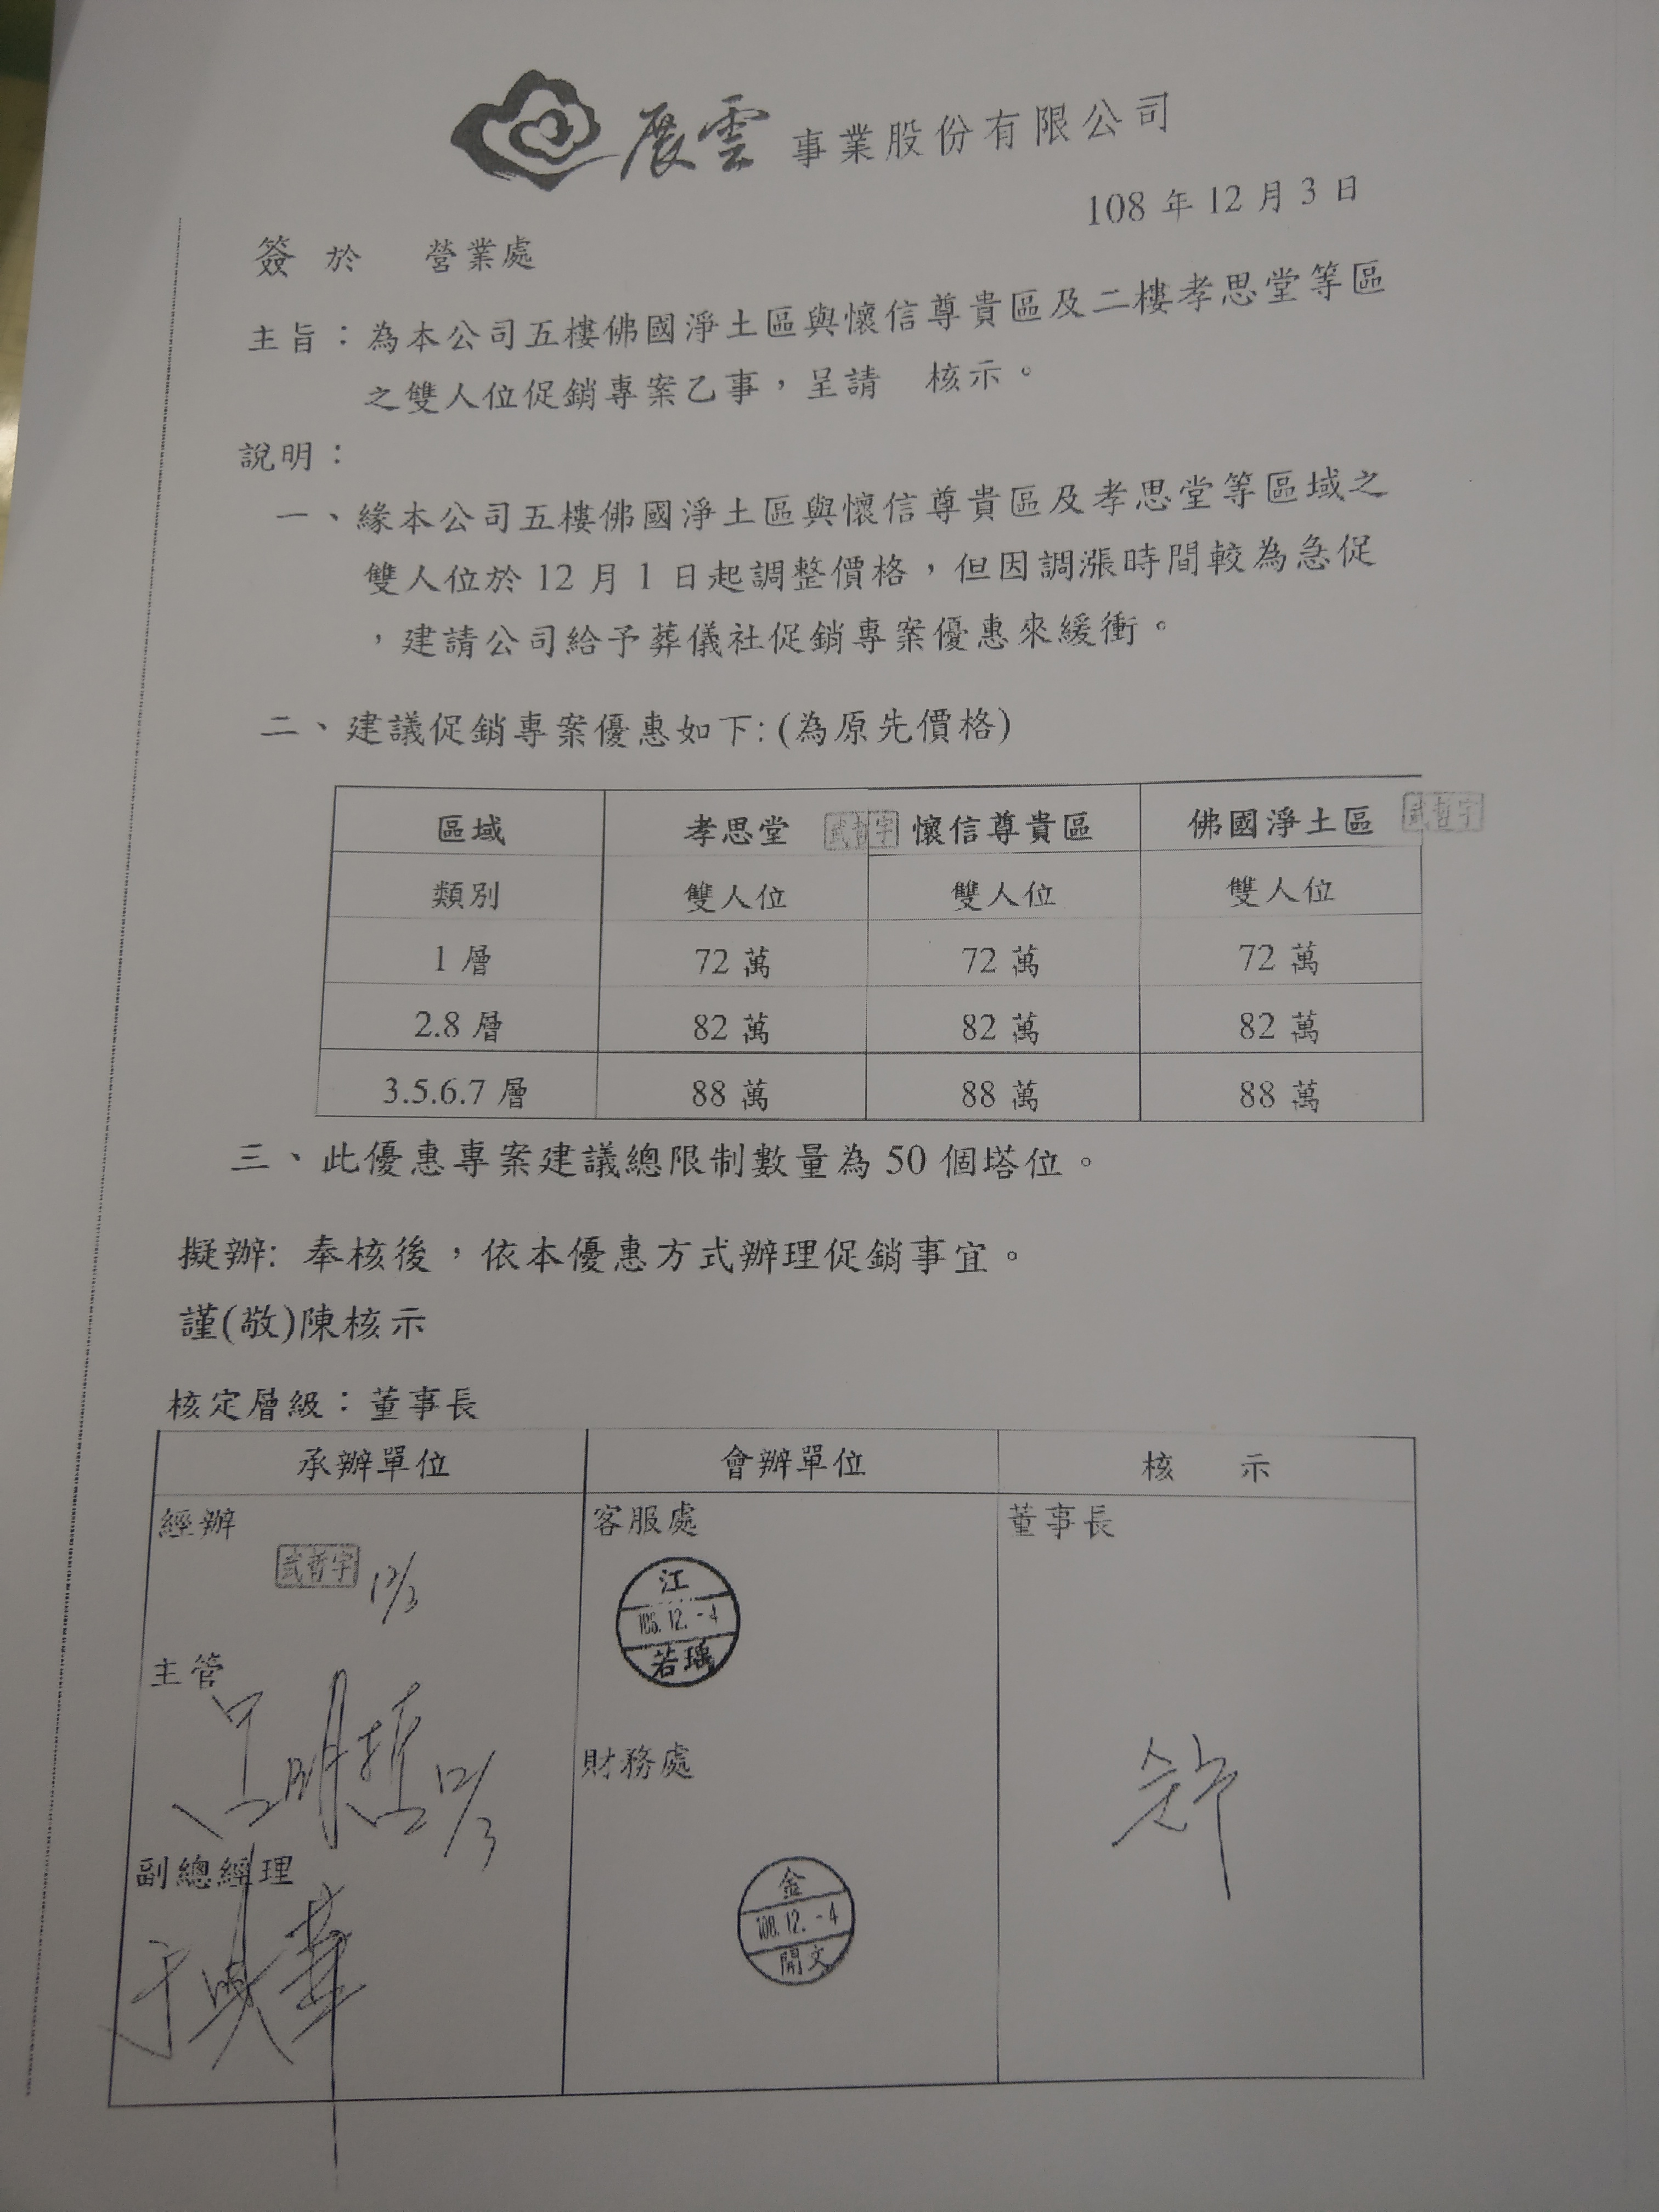 展雲 事業股份有限公司
108 年 12 月 3 日
簽 於 營業處
主旨：為本公司五樓佛國淨土區與懷信尊貴區及二樓孝思堂等區
之雙人位促銷專案乙事，呈請 核示。
說明：
一、緣本公司五樓佛國淨土區與懷信尊貴區及孝思堂等區域之
雙人位於 12 月 1 日起調整價格，但因調漲時間較為急促
，建請公司給予葬儀社促銷專案優惠來緩衝。
二、建議促銷專案優惠如下:(為原先價格)
區域 孝思堂 武哲宇 懷信尊貴區 佛國淨土區 武哲宇
類別 雙人位 雙人位 雙人位
1 層 72 萬 72 萬 72 萬
2.8 層 82 萬 82 萬 82 萬
3.5.6.7 層 88 萬 88 萬 88 萬
三、此優惠專案建議總限制數量為 50 個塔位。
擬辦: 奉核後，依本優惠方式辦理促銷事宜。
謹(敬)陳核示
核定層級：董事長
承辦單位 會辦單位 核 示
經辦 客服處 董事長
武哲宇 12/3
江
12.-4
若瑀
主管
明哲 12/3
財務處
副總經理
金
108.12.-4
開文